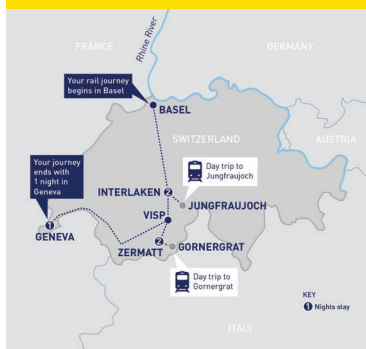 FRANCE
Rhine River
GERMANY
Your rail journey
begins in Basel
BASEL
SWITZERLAND
AUSTRIA
Your
journey
ends with
1 night in
Geneva
Day trip to
Jungfraujoch
INTERLAKEN 2
JUNGFRAUJOCH
VISP
1
GENEVA
2
ZERMATT
GORNERGRAT
Day trip to
Gornergrat
KEY
1 Nights stay
ITALY